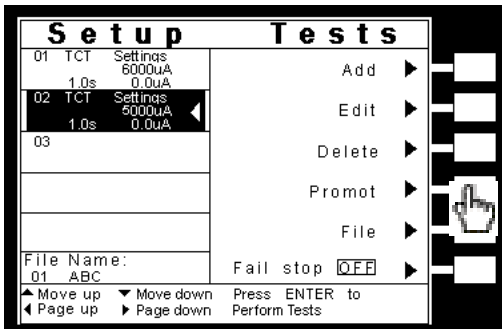 Setup Tests
01 TCT Settings
6000uA
1.0s 0.0uA
02 TCT Settings
5000uA
1.0s 0.0uA
03
File Name:
01 ABC
Add
Edit
Delete
Promot
File
Fail stop OFF
Move up Move down Press ENTER to
Page up Page down Perform Tests